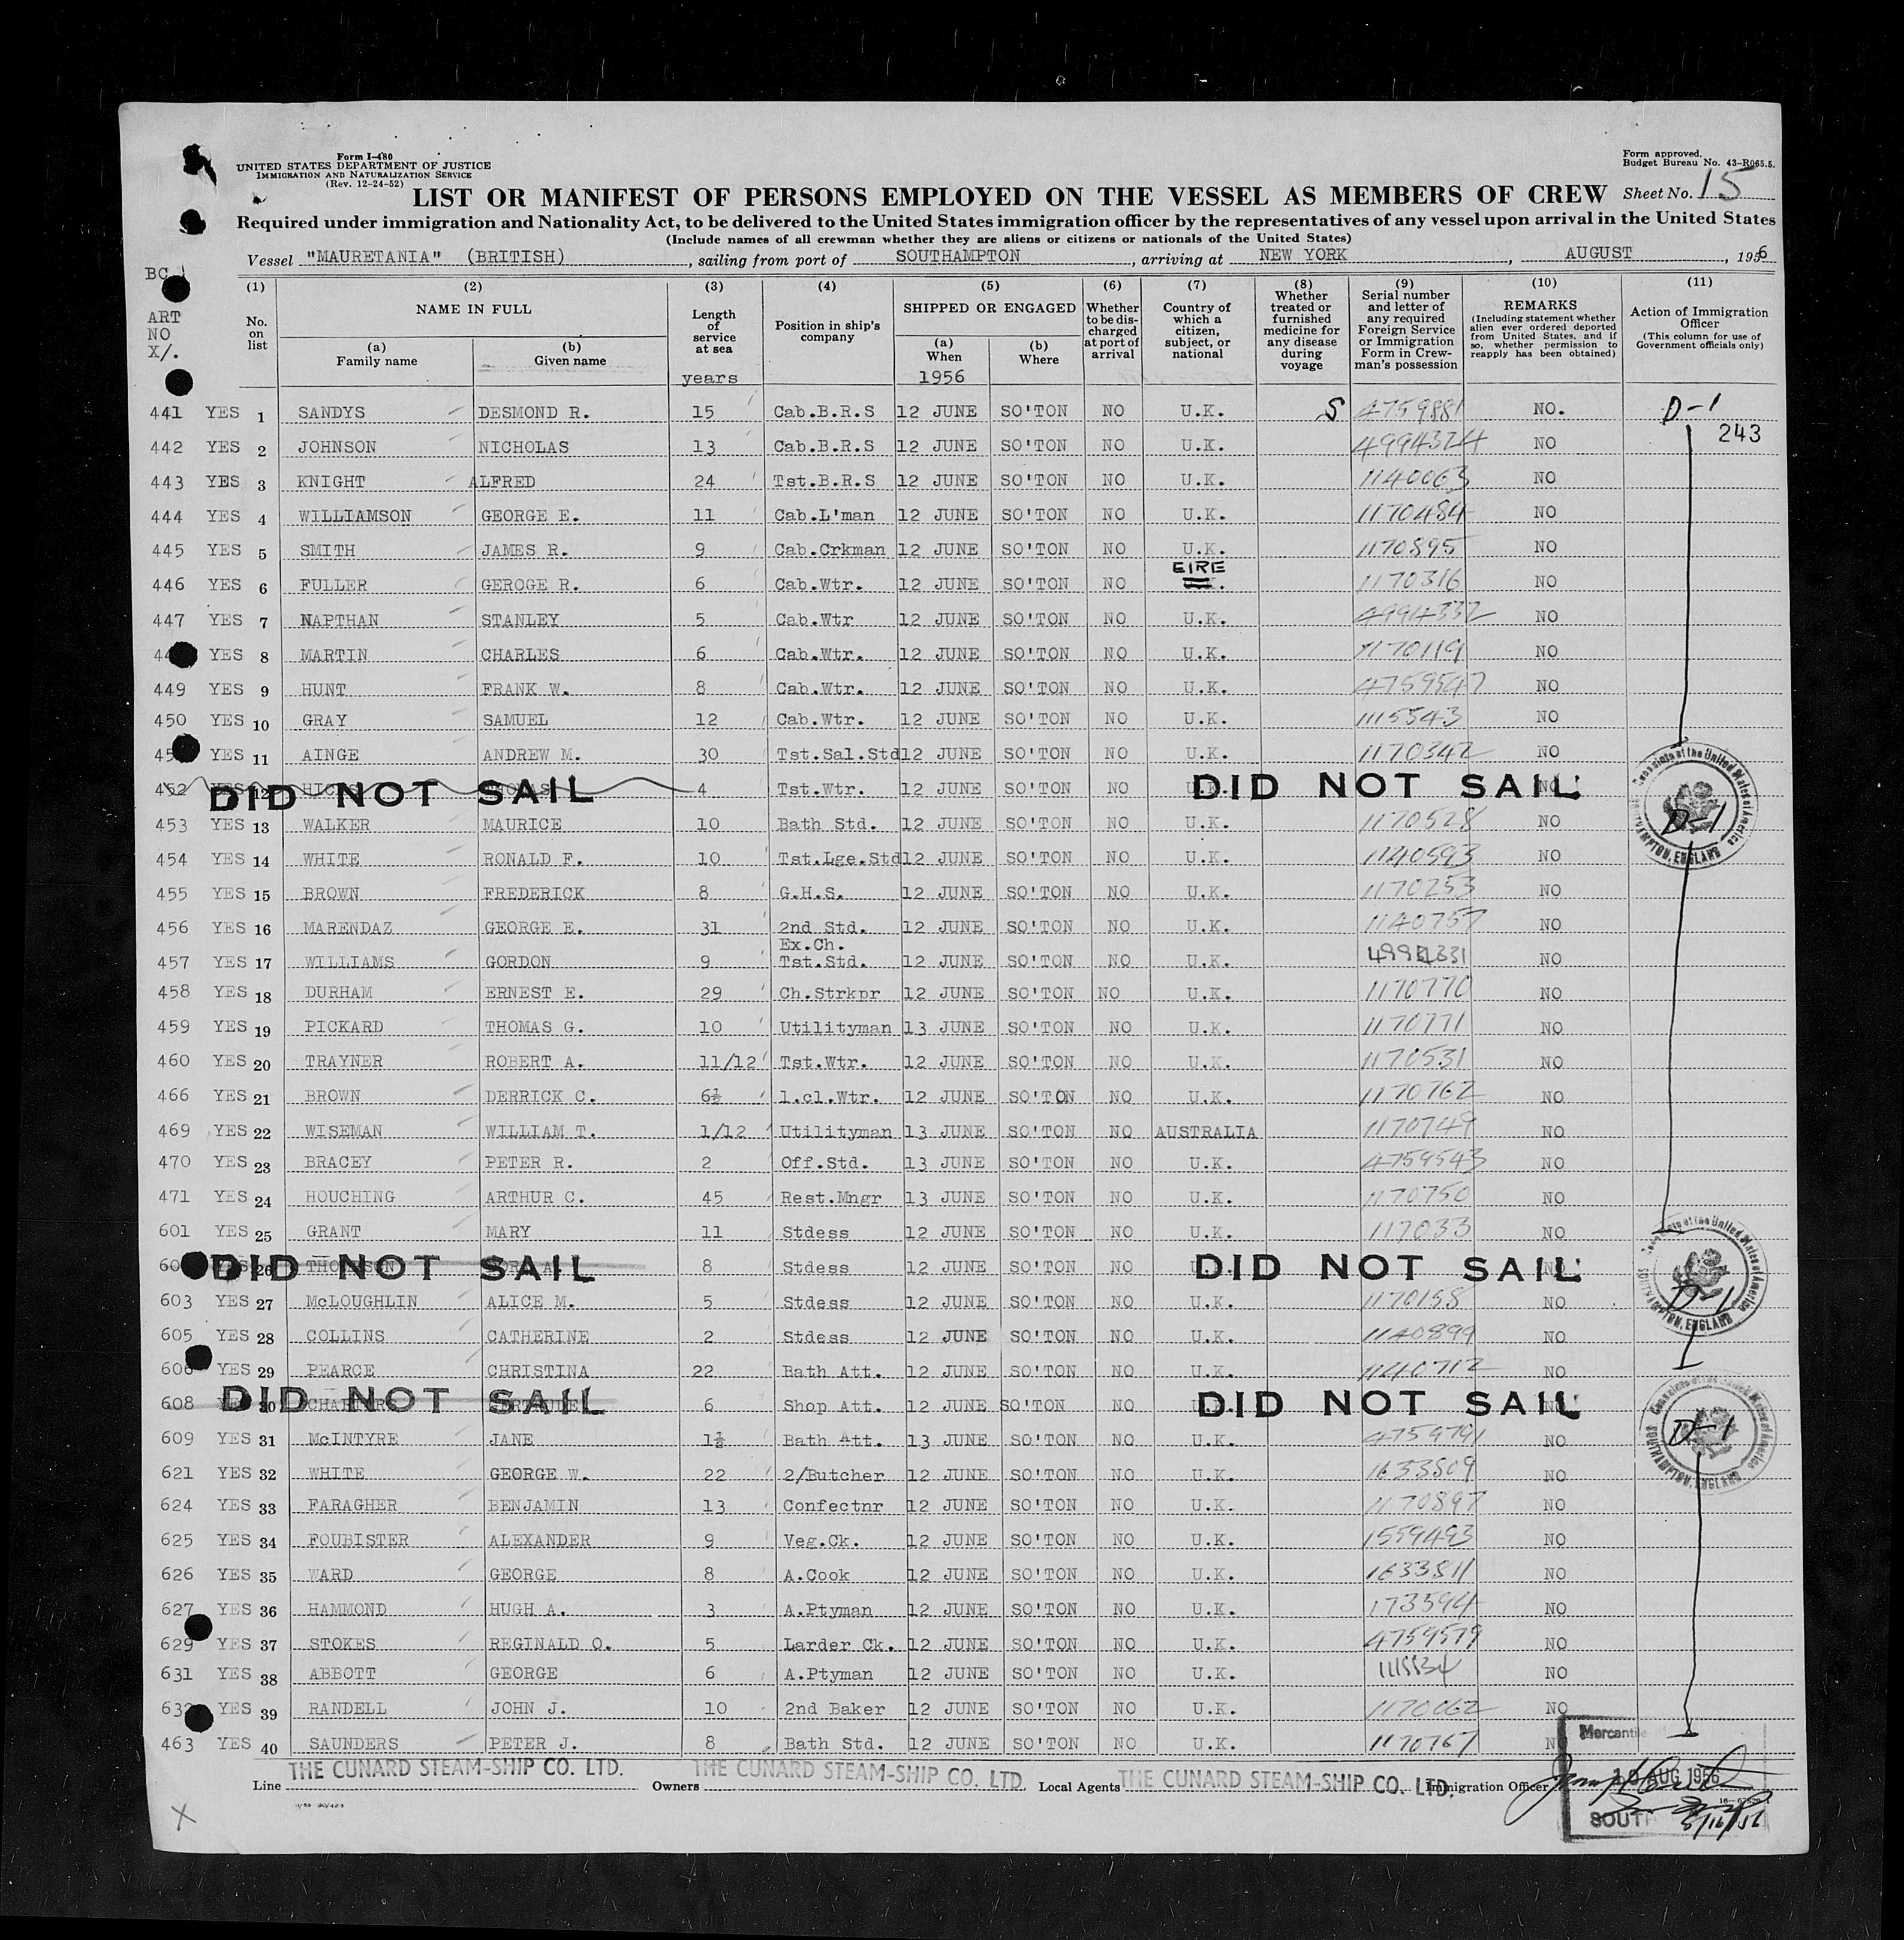 Form I-480
UNITED STATES DEPARTMENT OF JUSTICE
IMMIGRATION AND NATURALIZATION SERVICE
(Rev. 12-24-52)
Form approved.
Budget Bureau No. 43-R065.5.
LIST OR MANIFEST OF PERSONS EMPLOYED ON THE VESSEL AS MEMBERS OF CREW Sheet No. 15
Required under immigration and Nationality Act, to be delivered to the United States immigration officer by the representatives of any vessel upon arrival in the United States
(Include names of all crewman whether they are aliens or citizens or nationals of the United States)
Vessel "MAURETANIA" (BRITISH), sailing from port of SOUTHAMPTON, arriving at NEW YORK, AUGUST, 1956
BC
ART
NO
X/.
(1) No. on list
(2) NAME IN FULL (a) Family name (b) Given name
(3) Length of service at sea years
(4) Position in ship's company
(5) SHIPPED OR ENGAGED (a) When 1956 (b) Where
(6) Whether to be discharged at port of arrival
(7) Country of which a citizen, subject, or national
(8) Whether treated or furnished medicine for any disease during voyage
(9) Serial number and letter of any required Foreign Service or Immigration Form in Crewman's possession
(10) REMARKS (Including statement whether alien ever ordered deported from United States, and if so, whether permission to reapply has been obtained)
(11) Action of Immigration Officer (This column for use of Government officials only)
441 YES 1 SANDYS DESMOND R. 15 Cab.B.R.S 12 JUNE SO'TON NO U.K. S 4759881 NO. D-1
442 YES 2 JOHNSON NICHOLAS 13 Cab.B.R.S 12 JUNE SO'TON NO U.K. 4994324 NO 243
443 YES 3 KNIGHT ALFRED 24 Tst.B.R.S 12 JUNE SO'TON NO U.K. 1140063 NO
444 YES 4 WILLIAMSON GEORGE E. 11 Cab.L'man 12 JUNE SO'TON NO U.K. 1170484 NO
445 YES 5 SMITH JAMES R. 9 Cab.Crkman 12 JUNE SO'TON NO U.K. 1170895 NO
446 YES 6 FULLER GEROGE R. 6 Cab.Wtr. 12 JUNE SO'TON NO EIRE 1170316 NO
447 YES 7 NAPTHAN STANLEY 5 Cab.Wtr 12 JUNE SO'TON NO U.K. 4994332 NO
YES 8 MARTIN CHARLES 6 Cab.Wtr. 12 JUNE SO'TON NO U.K. 1170119 NO
449 YES 9 HUNT FRANK W. 8 Cab.Wtr. 12 JUNE SO'TON NO U.K. 4759547 NO
450 YES 10 GRAY SAMUEL 12 Cab.Wtr. 12 JUNE SO'TON NO U.K. 1115543 NO
YES 11 AINGE ANDREW M. 30 Tst.Sal.Std 12 JUNE SO'TON NO U.K. 1170342 NO
452 DID NOT SAIL 4 Tst.Wtr. 12 JUNE SO'TON NO DID NOT SAIL D-1
453 YES 13 WALKER MAURICE 10 Bath Std. 12 JUNE SO'TON NO U.K. 1170528 NO
454 YES 14 WHITE RONALD F. 10 Tst.Lge.Std 12 JUNE SO'TON NO U.K. 1140593 NO
455 YES 15 BROWN FREDERICK 8 G.H.S. 12 JUNE SO'TON NO U.K. 1170253 NO
456 YES 16 MARENDAZ GEORGE E. 31 2nd Std. 12 JUNE SO'TON NO U.K. 1140757 NO
457 YES 17 WILLIAMS GORDON 9 Ex.Ch. Tst.Std. 12 JUNE SO'TON NO U.K. 4994331 NO
458 YES 18 DURHAM ERNEST E. 29 Ch.Strkpr 12 JUNE SO'TON NO U.K. 1170770 NO
459 YES 19 PICKARD THOMAS G. 10 Utilityman 13 JUNE SO'TON NO U.K. 1170771 NO
460 YES 20 TRAYNER ROBERT A. 11/12 Tst.Wtr. 12 JUNE SO'TON NO U.K. 1170531 NO
466 YES 21 BROWN DERRICK C. 6½ 1.cl.Wtr. 12 JUNE SO'TON NO U.K. 1170762 NO
469 YES 22 WISEMAN WILLIAM T. 1/12 Utilityman 13 JUNE SO'TON NO AUSTRALIA 1170749 NO
470 YES 23 BRACEY PETER R. 2 Off.Std. 13 JUNE SO'TON NO U.K. 4759543 NO
471 YES 24 HOUCHING ARTHUR C. 45 Rest.Mngr 13 JUNE SO'TON NO U.K. 1170750 NO
601 YES 25 GRANT MARY 11 Stdess 12 JUNE SO'TON NO U.K. 117033 NO
26 DID NOT SAIL 8 Stdess 12 JUNE SO'TON NO DID NOT SAIL
603 YES 27 McLOUGHLIN ALICE M. 5 Stdess 12 JUNE SO'TON NO U.K. 1170158 NO D-1
605 YES 28 COLLINS CATHERINE 2 Stdess 12 JUNE SO'TON NO U.K. 1140899 NO
606 YES 29 PEARCE CHRISTINA 22 Bath Att. 12 JUNE SO'TON NO U.K. 1140712 NO
608 DID NOT SAIL 6 Shop Att. 12 JUNE SO'TON NO DID NOT SAIL
609 YES 31 McINTYRE JANE 1½ Bath Att. 13 JUNE SO'TON NO U.K. 4759791 NO D-1
621 YES 32 WHITE GEORGE W. 22 2/Butcher 12 JUNE SO'TON NO U.K. 1633809 NO
624 YES 33 FARAGHER BENJAMIN 13 Confectnr 12 JUNE SO'TON NO U.K. 1170897 NO
625 YES 34 FOUBISTER ALEXANDER 9 Veg.Ck. 12 JUNE SO'TON NO U.K. 1559493 NO
626 YES 35 WARD GEORGE 8 A.Cook 12 JUNE SO'TON NO U.K. 1633811 NO
627 YES 36 HAMMOND HUGH A. 3 A.Ptyman 12 JUNE SO'TON NO U.K. 173594 NO
629 YES 37 STOKES REGINALD O. 5 Larder Ck. 12 JUNE SO'TON NO U.K. 4759579 NO
631 YES 38 ABBOTT GEORGE 6 A.Ptyman 12 JUNE SO'TON NO U.K. 1115534 NO
632 YES 39 RANDELL JOHN J. 10 2nd Baker 12 JUNE SO'TON NO U.K. 1170062 NO
463 YES 40 SAUNDERS PETER J. 8 Bath Std. 12 JUNE SO'TON NO U.K. 1170767
Line THE CUNARD STEAM-SHIP CO. LTD. Owners THE CUNARD STEAM-SHIP CO. LTD. Local Agents THE CUNARD STEAM-SHIP CO. LTD. Immigration Officer
Mercantile
10 AUG 1956
X